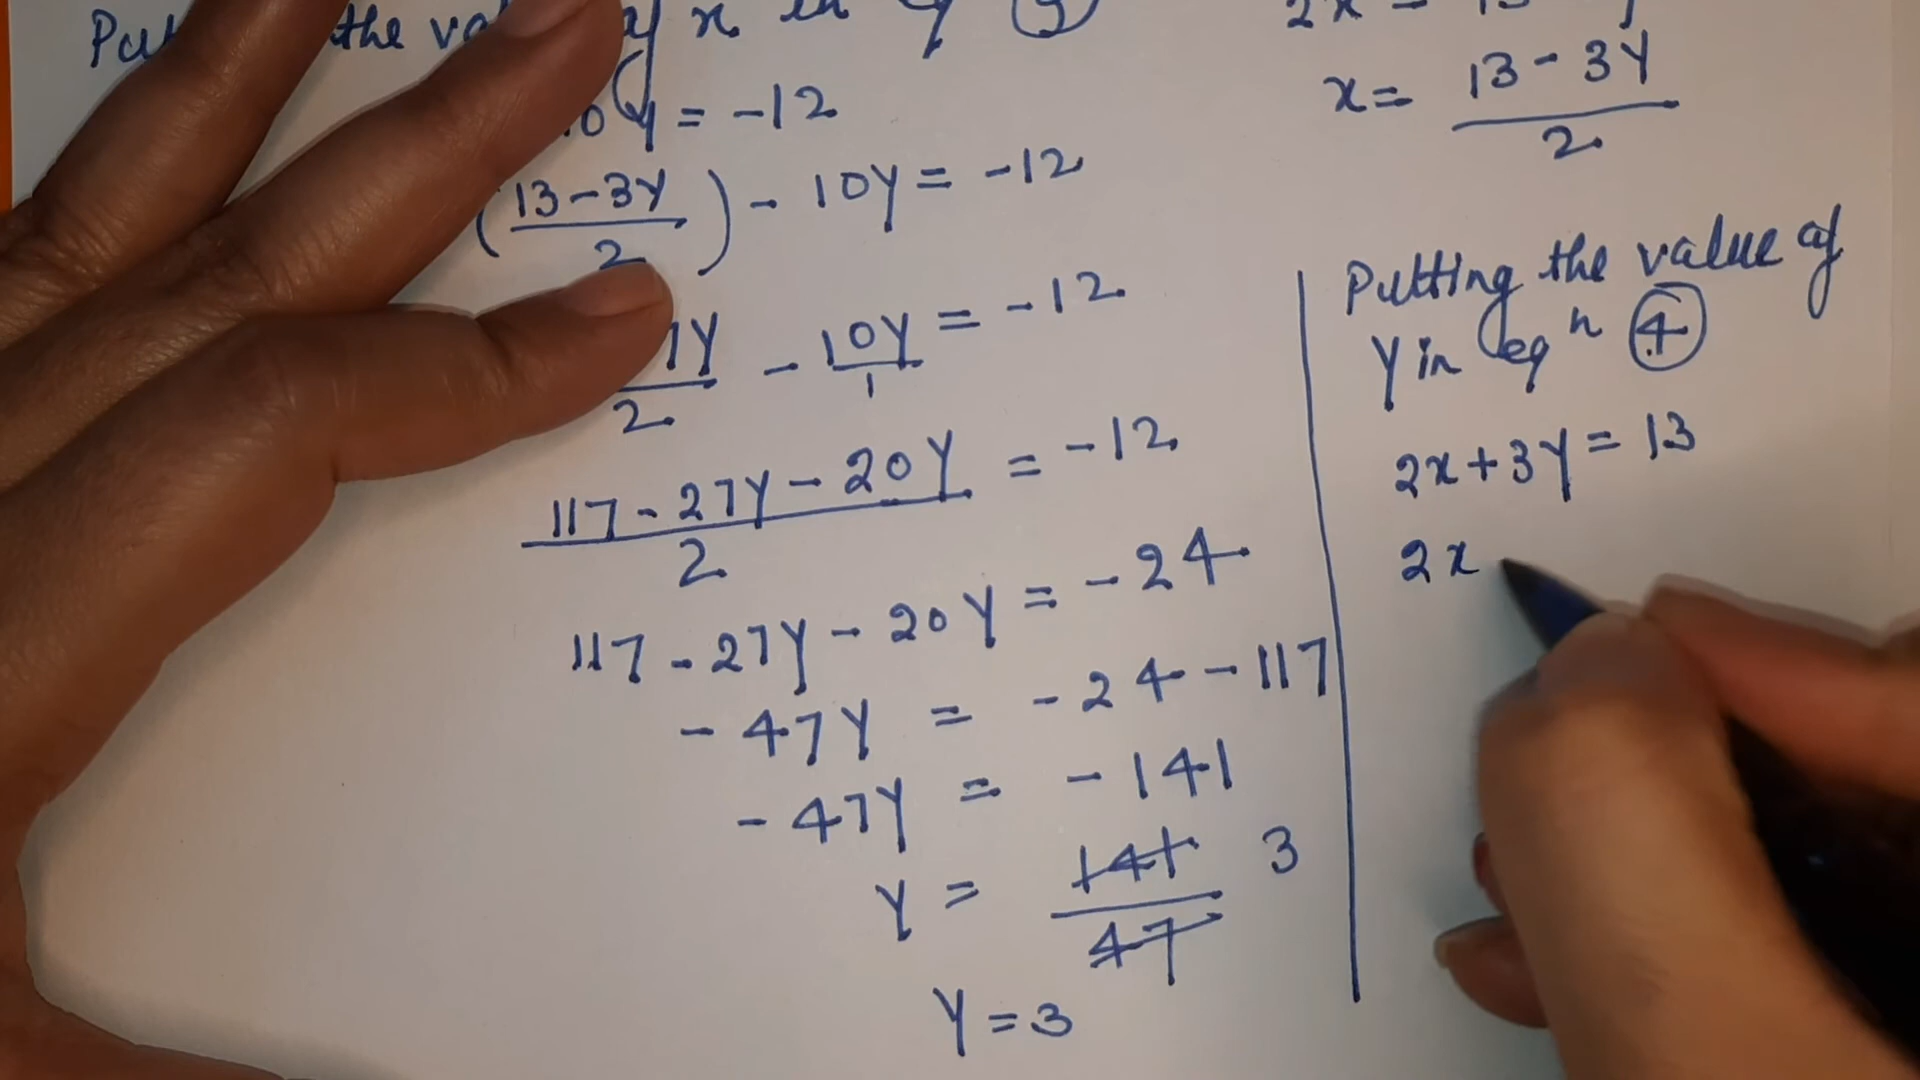 the of x in
x = 13 - 3Y / 2
Y = -12
(13 - 3Y / 2) - 10Y = -12
Y / 2 - 10Y / 1 = -12
117 - 27Y - 20Y / 2 = -12
117 - 27Y - 20Y = -24
- 47Y = -24 - 117
- 47Y = -141
Y = 141 / 47 3
Y = 3
Putting the value of
Y in eqⁿ ④
2x + 3Y = 13
2x